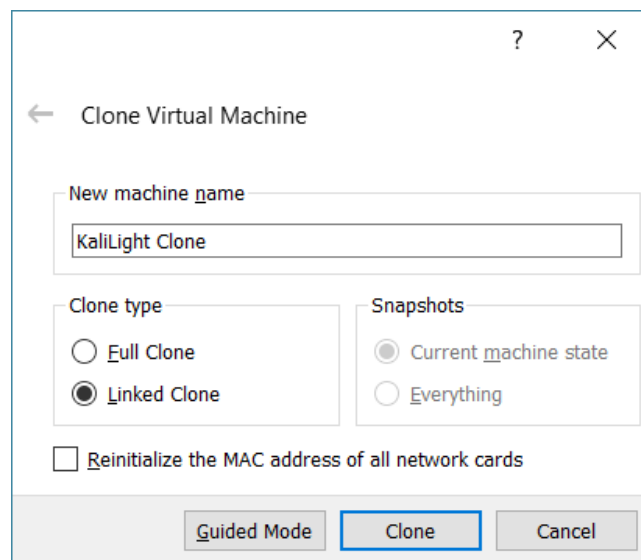 Clone Virtual Machine
New machine name
KaliLight Clone
Clone type
Full Clone
Linked Clone
Snapshots
Current machine state
Everything
Reinitialize the MAC address of all network cards
Guided Mode
Clone
Cancel